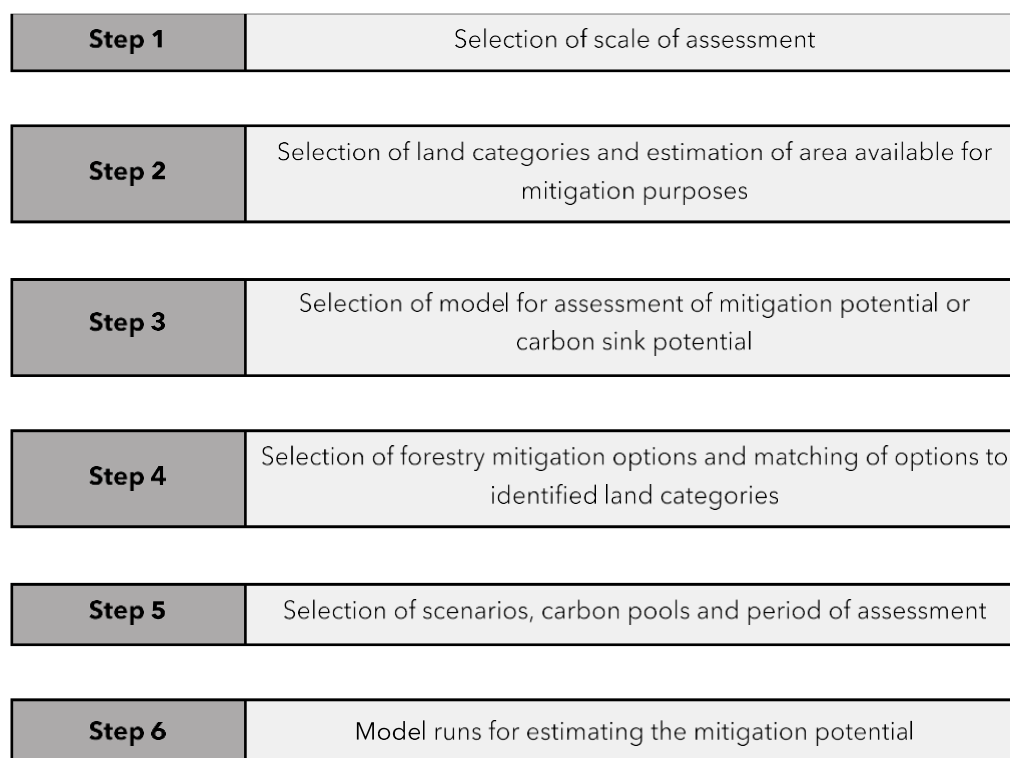 Step 1
Selection of scale of assessment
Step 2
Selection of land categories and estimation of area available for
mitigation purposes
Step 3
Selection of model for assessment of mitigation potential or
carbon sink potential
Step 4
Selection of forestry mitigation options and matching of options to
identified land categories
Step 5
Selection of scenarios, carbon pools and period of assessment
Step 6
Model runs for estimating the mitigation potential